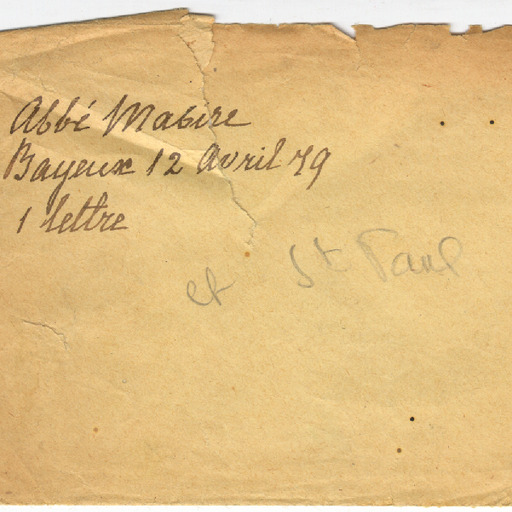 Abbé Mabire
Bayeux 12 Avril 79
1 lettre
et St Paul